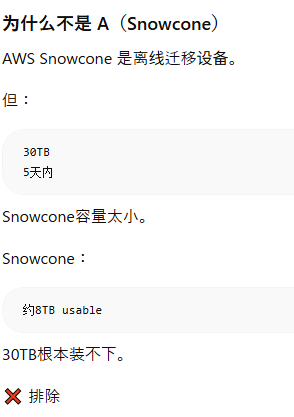 为什么不是 A（Snowcone）
AWS Snowcone 是离线迁移设备。
但：
30TB
5天内
Snowcone容量太小。
Snowcone：
约8TB usable
30TB根本装不下。
❌ 排除